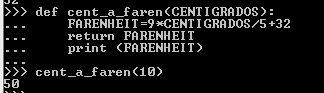 >>> def cent_a_faren(CENTIGRADOS):
...     FARENHEIT=9*CENTIGRADOS/5+32
...     return FARENHEIT
...     print (FARENHEIT)
...
>>> cent_a_faren(10)
50